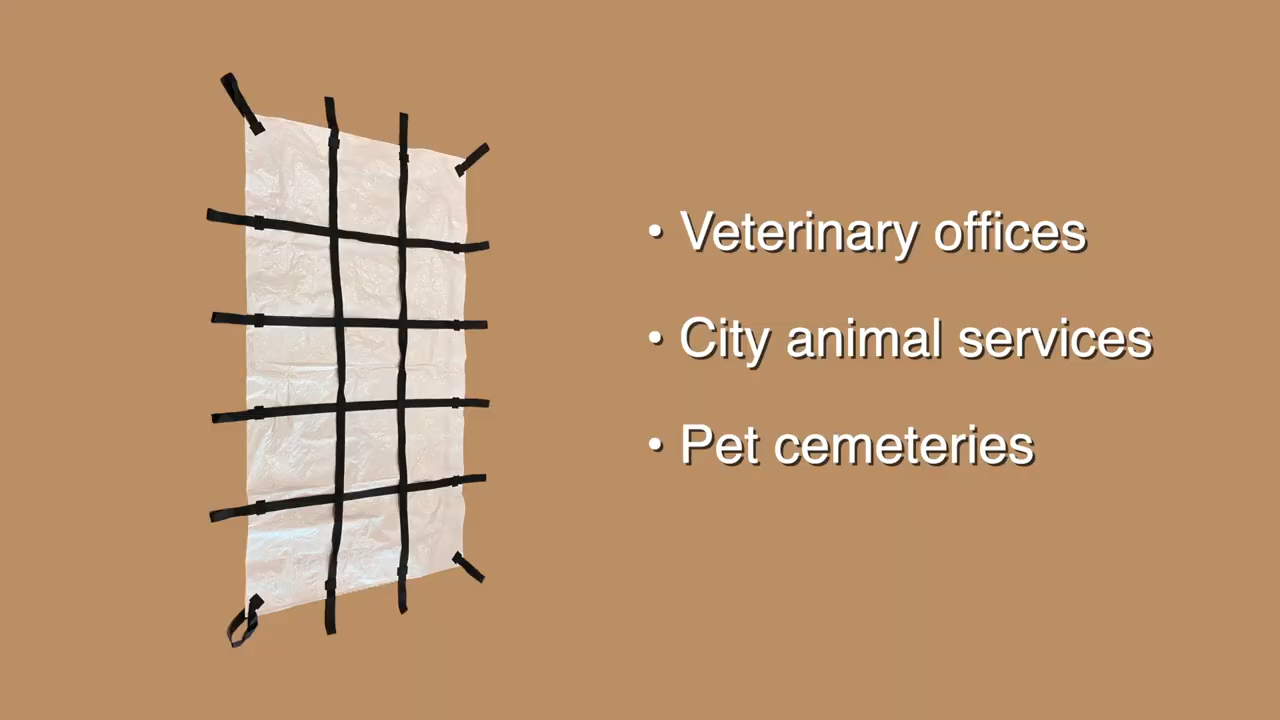 • Veterinary offices
• City animal services
• Pet cemeteries